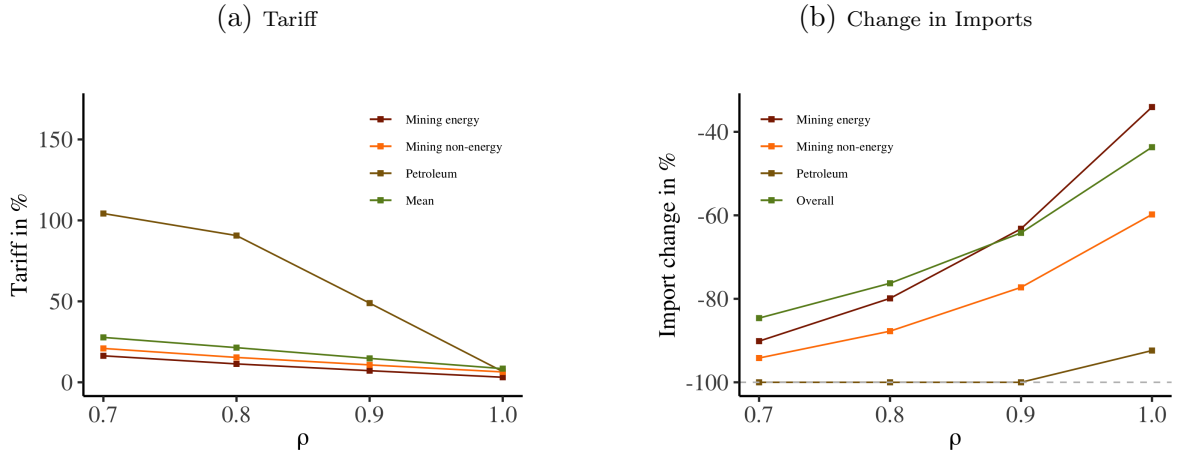 (a) Tariff
Tariff in %
150
100
50
0
0.7 0.8 0.9 1.0
ρ
Mining energy
Mining non-energy
Petroleum
Mean
(b) Change in Imports
Import change in %
-40
-60
-80
-100
0.7 0.8 0.9 1.0
ρ
Mining energy
Mining non-energy
Petroleum
Overall